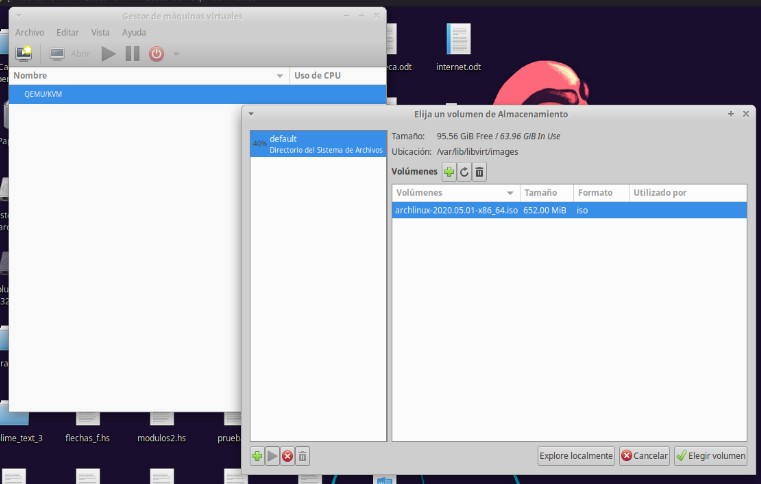 Gestor de máquinas virtuales
Archivo Editar Vista Ayuda
Abrir
Nombre Uso de CPU
QEMU/KVM
eca.odt
internet.odt
Elija un volumen de Almacenamiento
40%
default
Directorio del Sistema de Archivos
Tamaño: 95.56 GiB Free / 63.96 GiB In Use
Ubicación: /var/lib/libvirt/images
Volúmenes
Volúmenes Tamaño Formato Utilizado por
archlinux-2020.05.01-x86_64.iso 652.00 MiB iso
Explore localmente Cancelar Elegir volumen
lime_text_3
flechas_f.hs
modulos2.hs
prueb